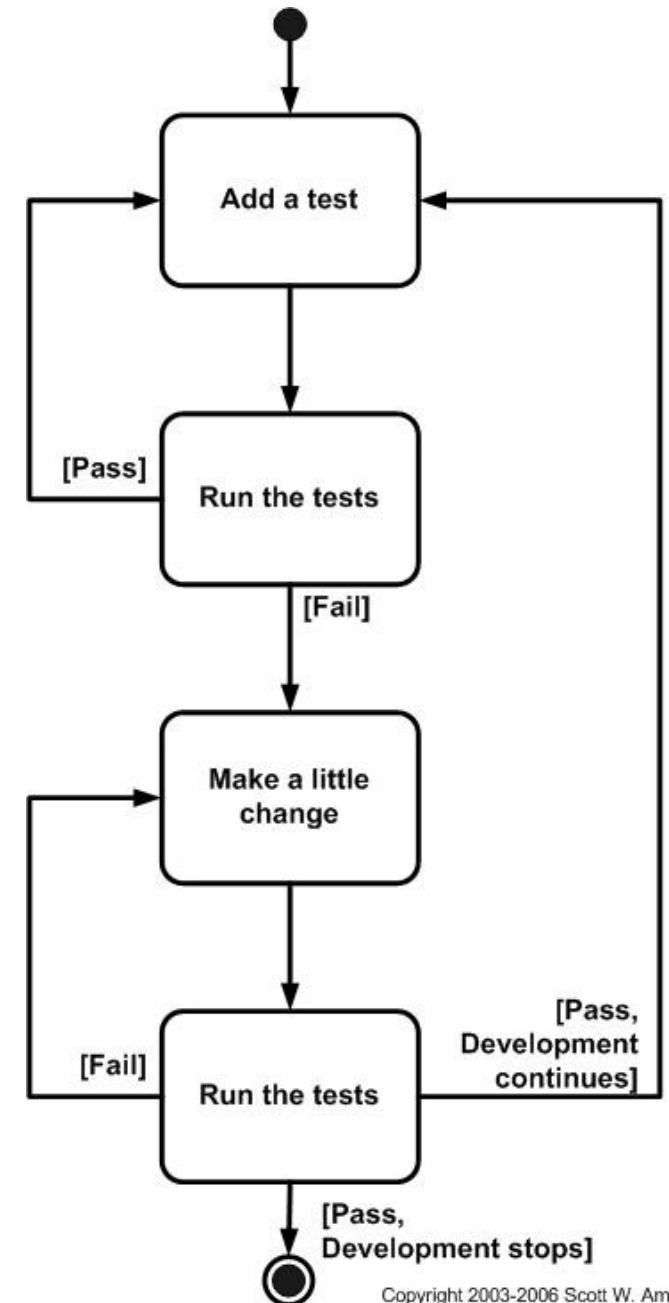 Add a test
[Pass]
Run the tests
[Fail]
Make a little
change
[Fail]
Run the tests
[Pass,
Development
continues]
[Pass,
Development stops]
Copyright 2003-2006 Scott W. Am